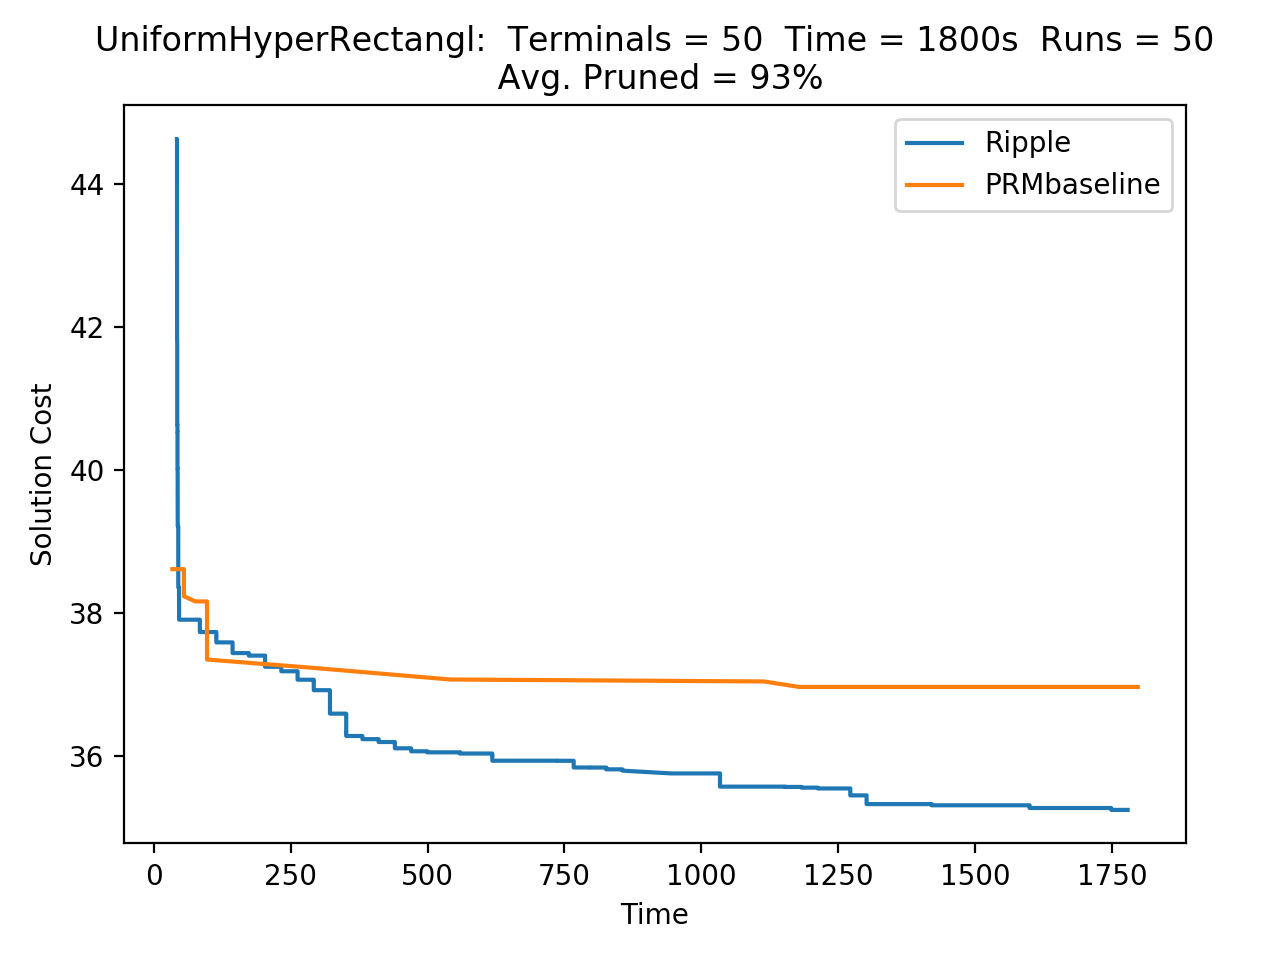 UniformHyperRectangl: Terminals = 50 Time = 1800s Runs = 50
Avg. Pruned = 93%
Ripple
PRMbaseline
44
42
40
38
36
Solution Cost
0 250 500 750 1000 1250 1500 1750
Time